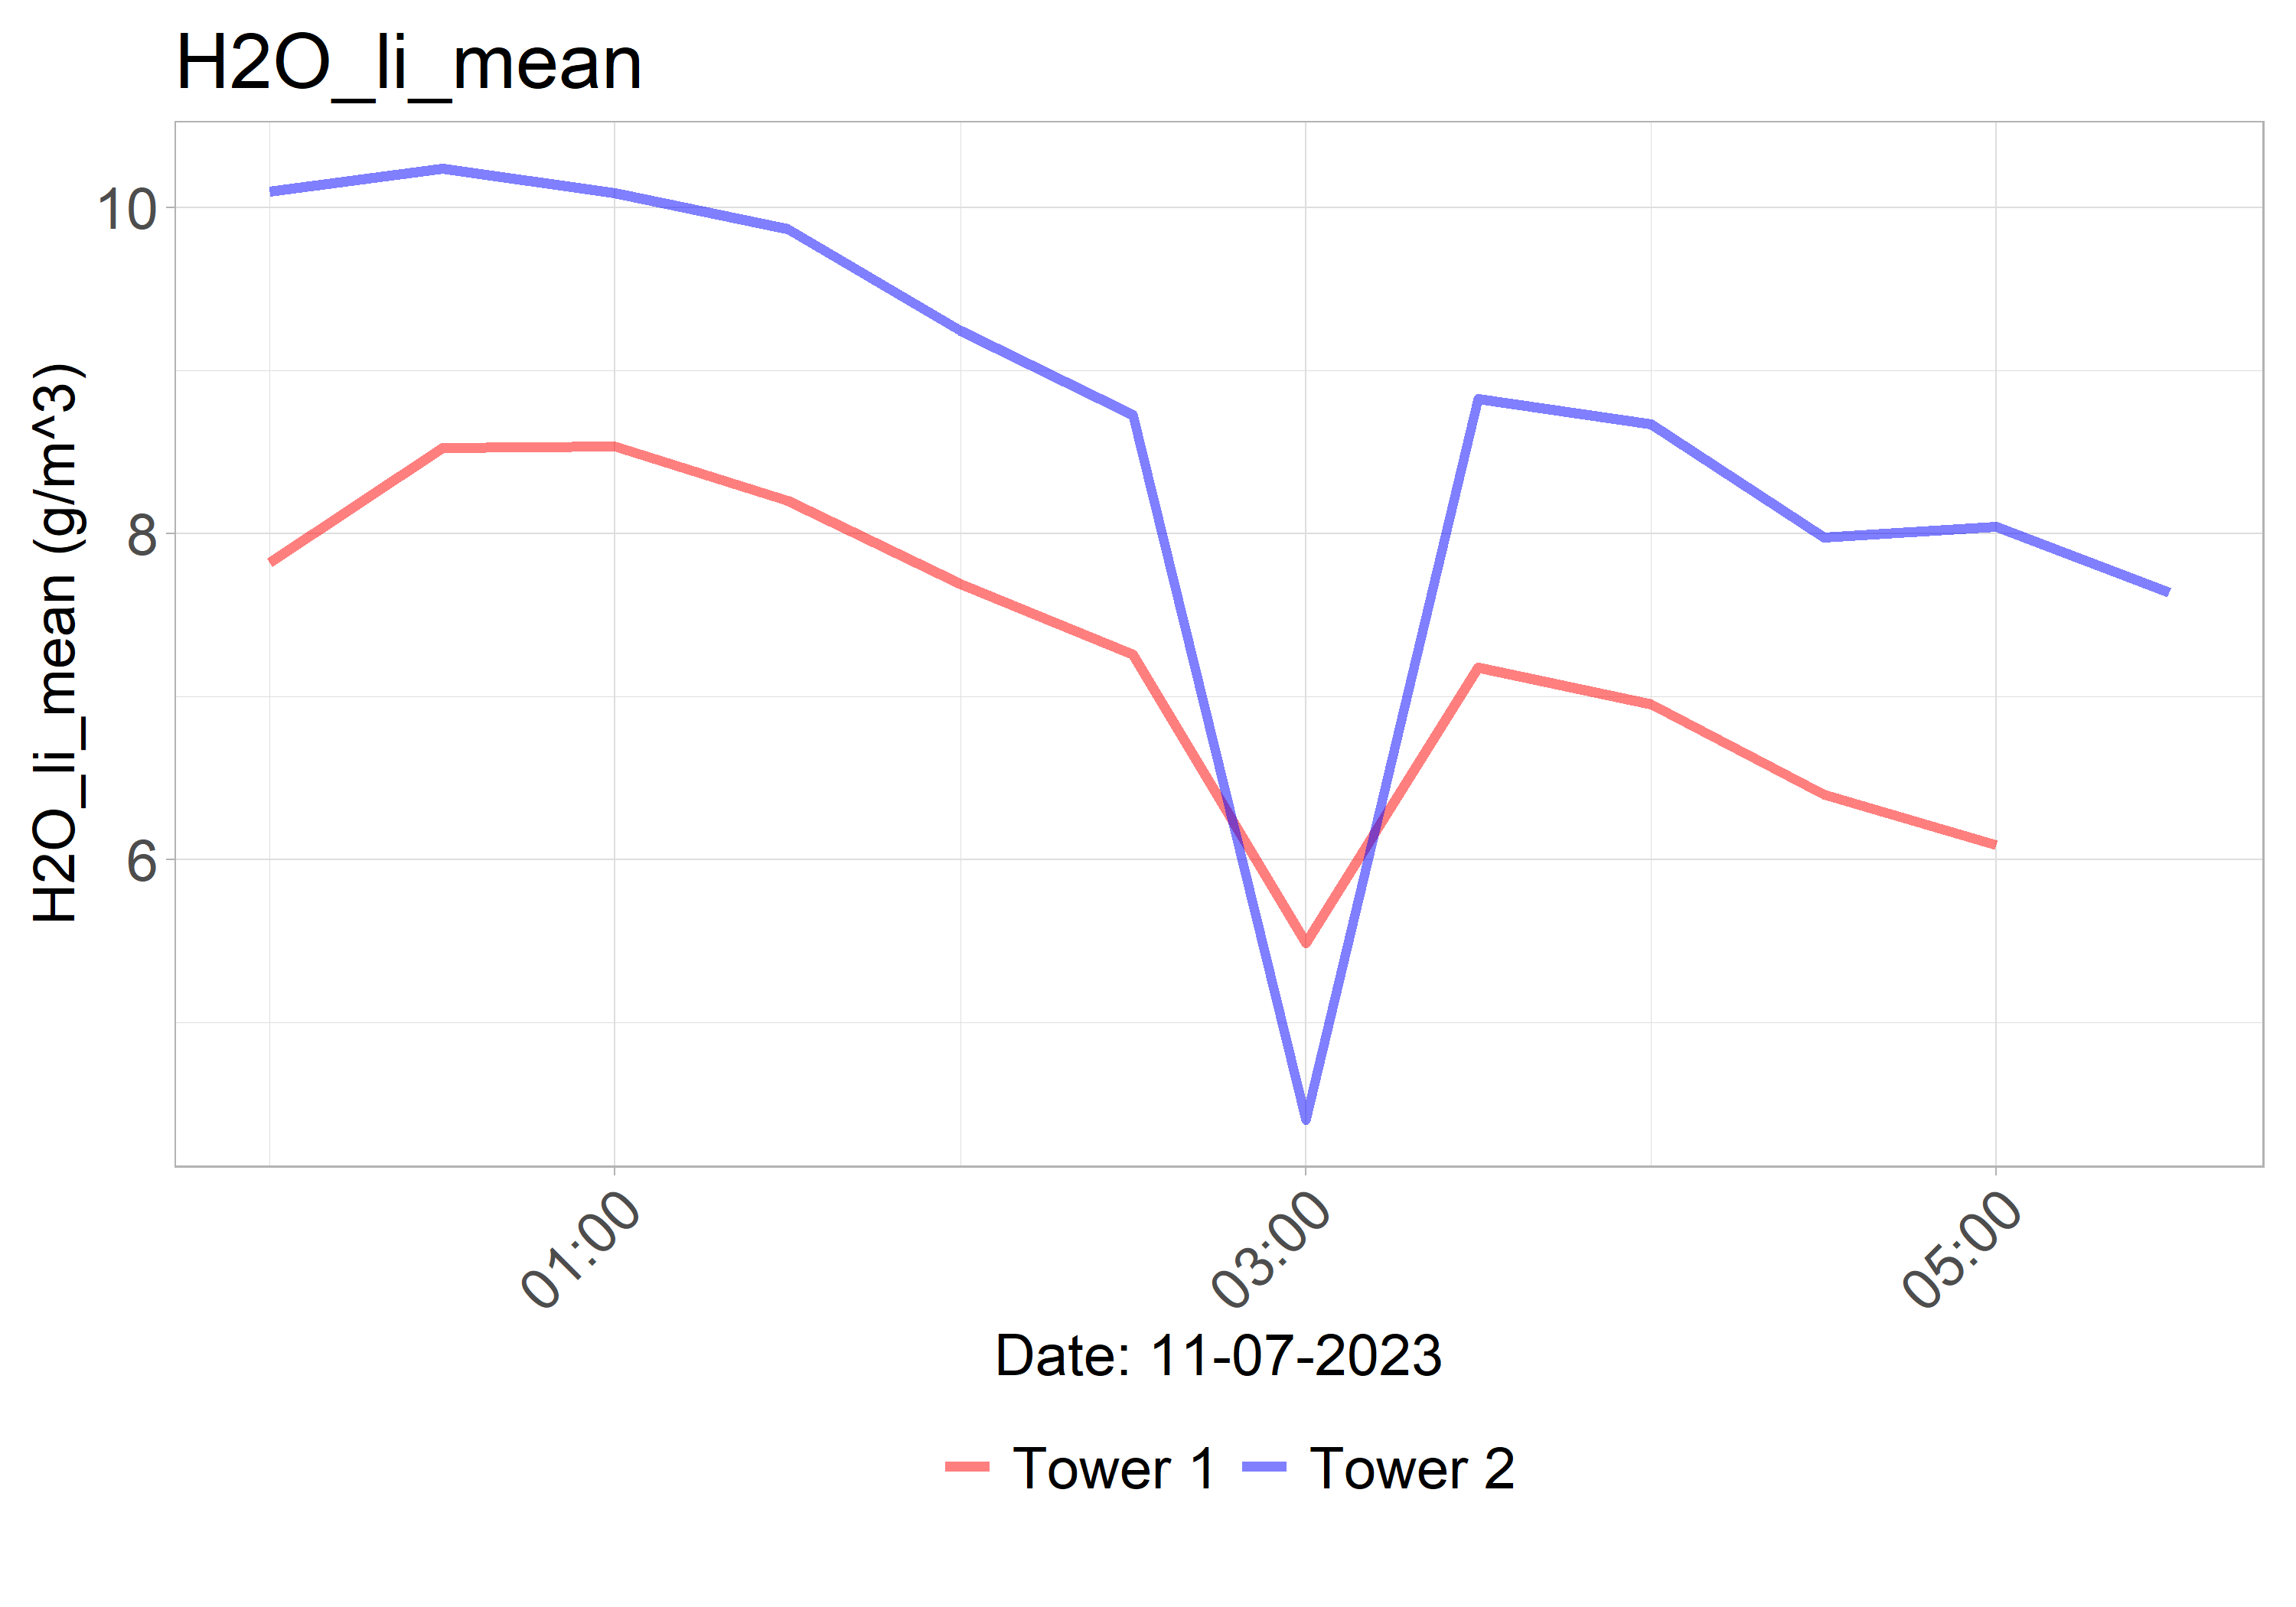 H2O_li_mean
H2O_li_mean (g/m^3)
10
8
6
01:00
03:00
05:00
Date: 11-07-2023
Tower 1
Tower 2